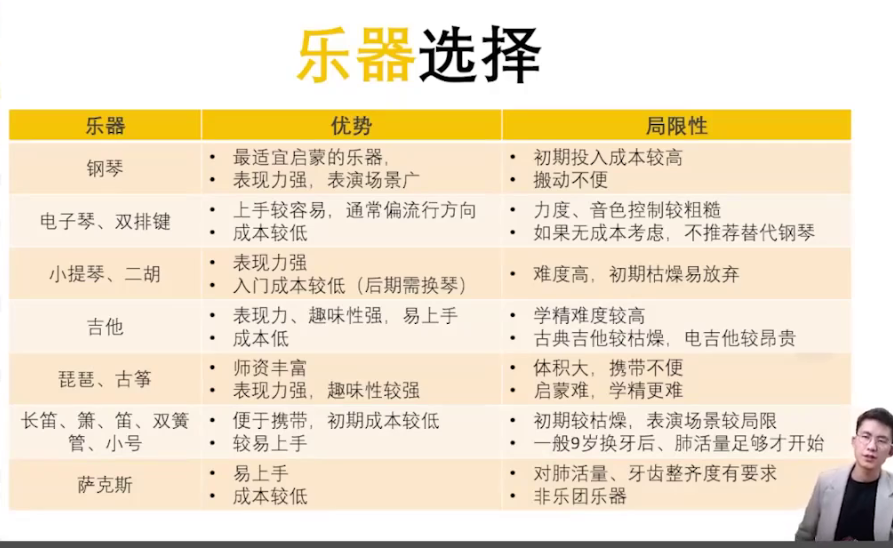 乐器选择
乐器 优势 局限性
钢琴
• 最适宜启蒙的乐器,
• 表现力强，表演场景广
• 初期投入成本较高
• 搬动不便
电子琴、双排键
• 上手较容易，通常偏流行方向
• 成本较低
• 力度、音色控制较粗糙
• 如果无成本考虑，不推荐替代钢琴
小提琴、二胡
• 表现力强
• 入门成本较低（后期需换琴）
• 难度高，初期枯燥易放弃
吉他
• 表现力、趣味性强，易上手
• 成本低
• 学精难度较高
• 古典吉他较枯燥，电吉他较昂贵
琵琶、古筝
• 师资丰富
• 表现力强，趣味性较强
• 体积大，携带不便
• 启蒙难，学精更难
长笛、箫、笛、双簧
管、小号
• 便于携带，初期成本较低
• 较易上手
• 初期较枯燥，表演场景较局限
• 一般9岁换牙后、肺活量足够才开始
萨克斯
• 易上手
• 成本较低
• 对肺活量、牙齿整齐度有要求
• 非乐团乐器